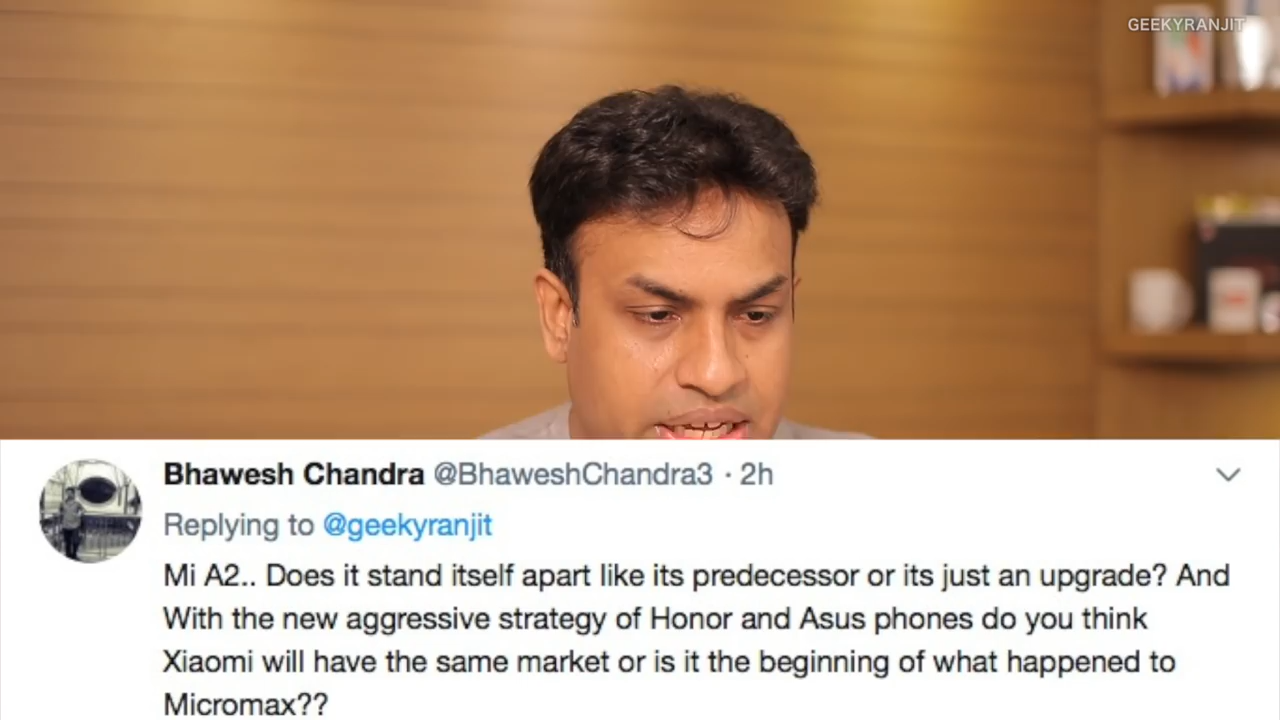 GEEKYRANJIT
Bhawesh Chandra @BhaweshChandra3 · 2h
Replying to @geekyranjit
Mi A2.. Does it stand itself apart like its predecessor or its just an upgrade? And
With the new aggressive strategy of Honor and Asus phones do you think
Xiaomi will have the same market or is it the beginning of what happened to
Micromax??